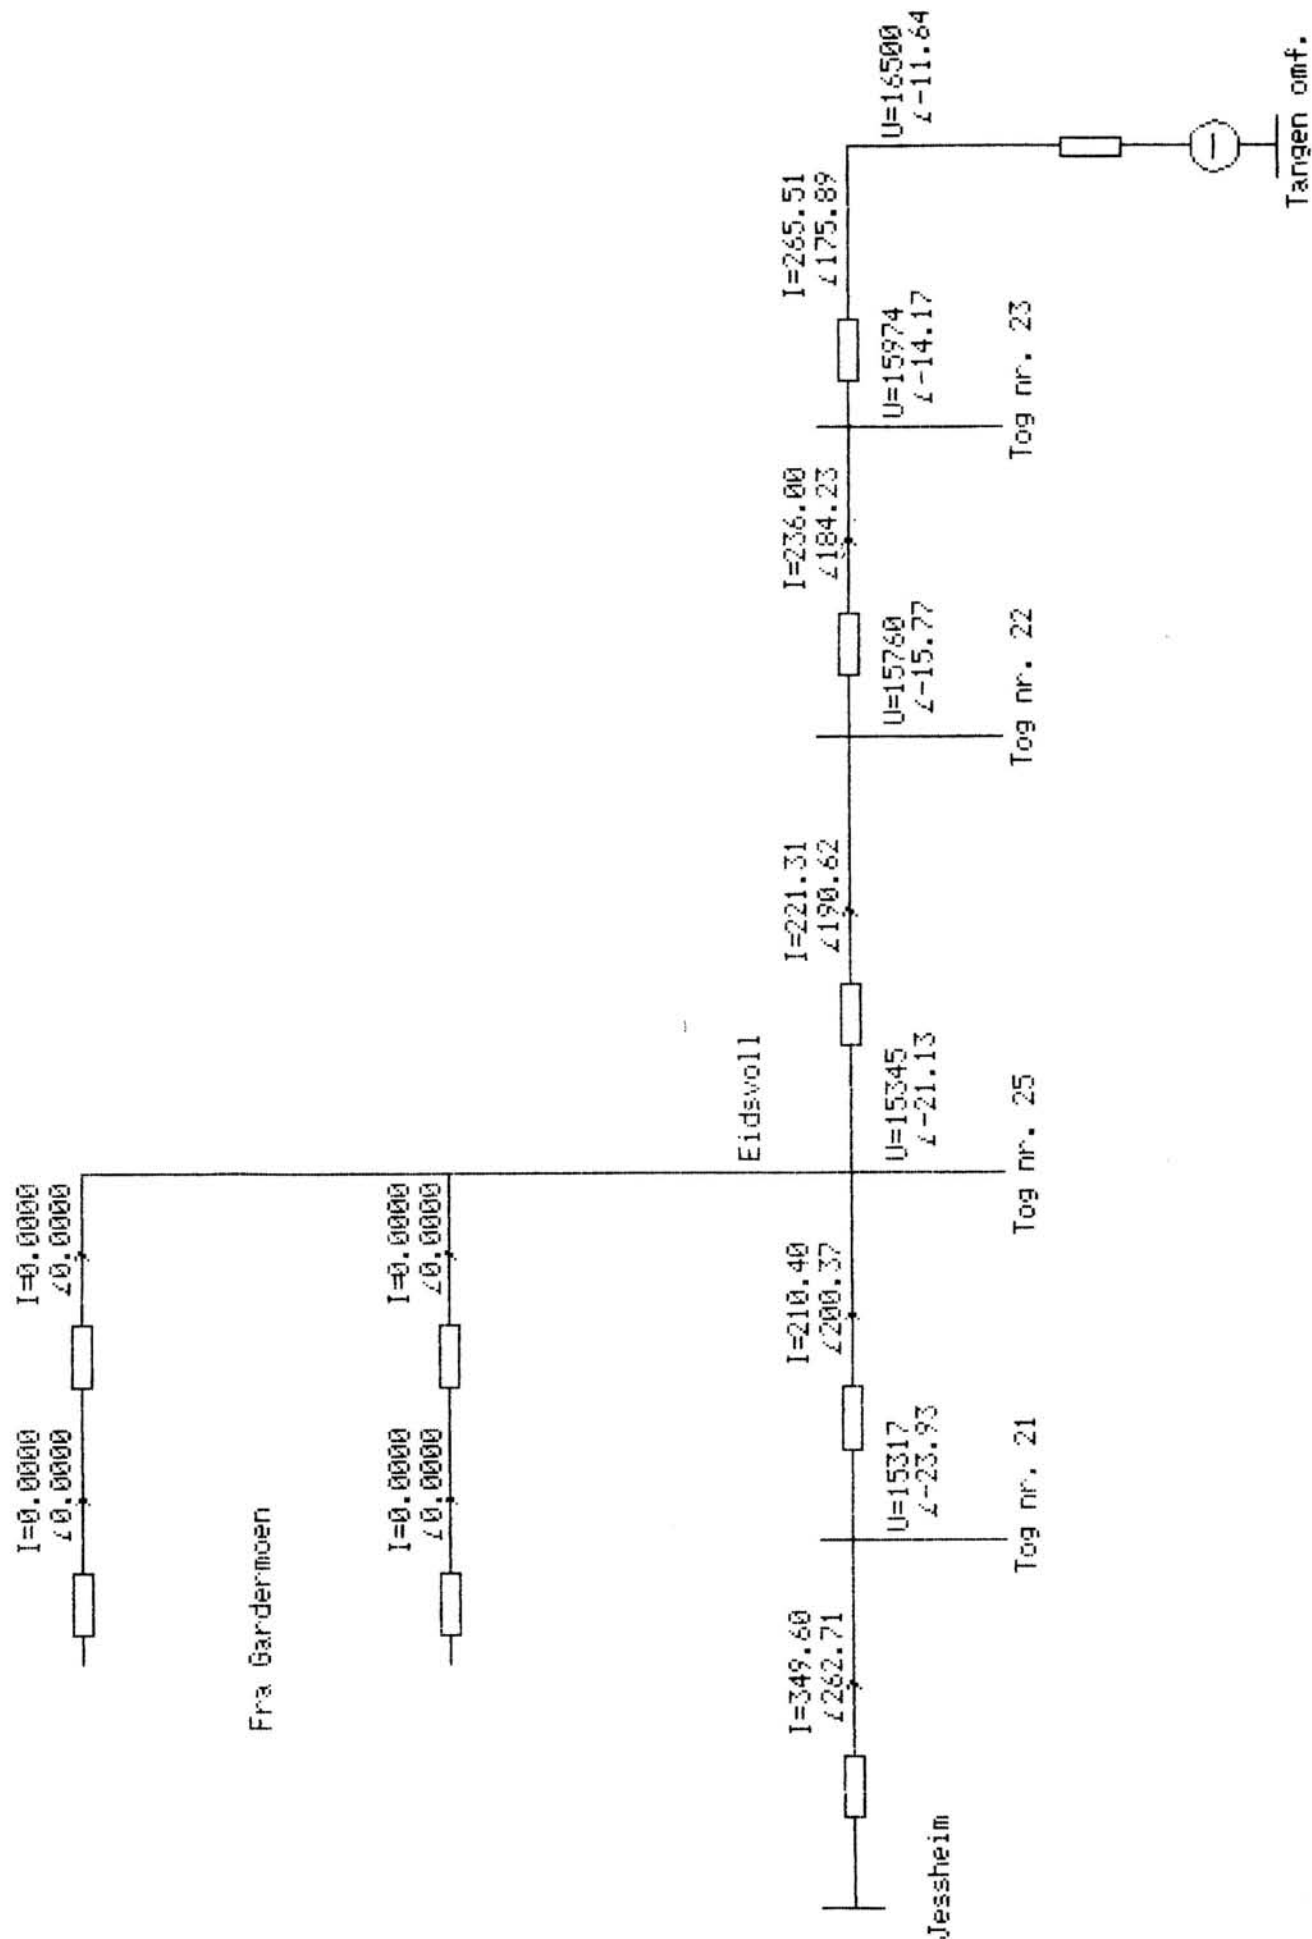 I=0.0000
∠0.0000
I=0.0000
∠0.0000
Fra Gardermoen
I=0.0000
∠0.0000
I=0.0000
∠0.0000
Eidsvoll
I=349.60
∠262.71
I=210.40
∠200.37
I=221.31
∠190.62
I=236.00
∠184.23
I=265.51
∠175.89
Jessheim
U=15317
∠-23.93
U=15345
∠-21.13
U=15760
∠-15.77
U=15974
∠-14.17
U=16500
∠-11.64
Tog nr. 21
Tog nr. 25
Tog nr. 22
Tog nr. 23
Tangen omf.